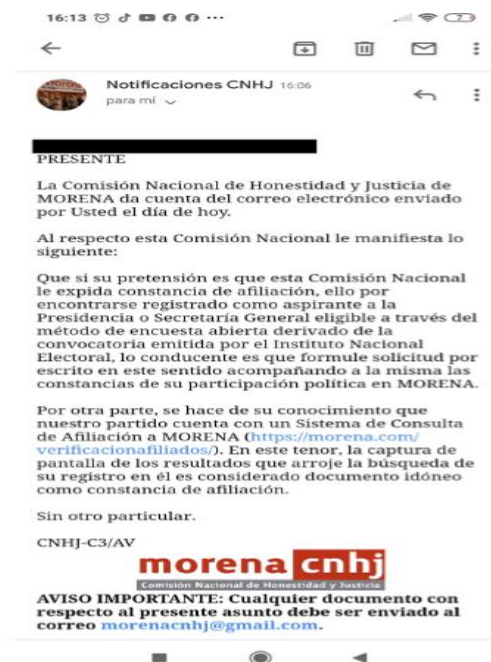 16:13
7
Notificaciones CNHJ 16:06
para mí
PRESENTE
La Comisión Nacional de Honestidad y Justicia de
MORENA da cuenta del correo electrónico enviado
por Usted el día de hoy.
Al respecto esta Comisión Nacional le manifiesta lo
siguiente:
Que si su pretensión es que esta Comisión Nacional
le expida constancia de afiliación, ello por
encontrarse registrado como aspirante a la
Presidencia o Secretaría General eligible a través del
método de encuesta abierta derivado de la
convocatoria emitida por el Instituto Nacional
Electoral, lo conducente es que formule solicitud por
escrito en este sentido acompañando a la misma las
constancias de su participación política en MORENA.
Por otra parte, se hace de su conocimiento que
nuestro partido cuenta con un Sistema de Consulta
de Afiliación a MORENA (https://morena.com/
verificacionafiliados/). En este tenor, la captura de
pantalla de los resultados que arroje la búsqueda de
su registro en él es considerado documento idóneo
como constancia de afiliación.
Sin otro particular.
CNHJ-C3/AV
morena cnhj
Comisión Nacional de Honestidad y Justicia
AVISO IMPORTANTE: Cualquier documento con
respecto al presente asunto debe ser enviado al
correo morenacnhj@gmail.com.